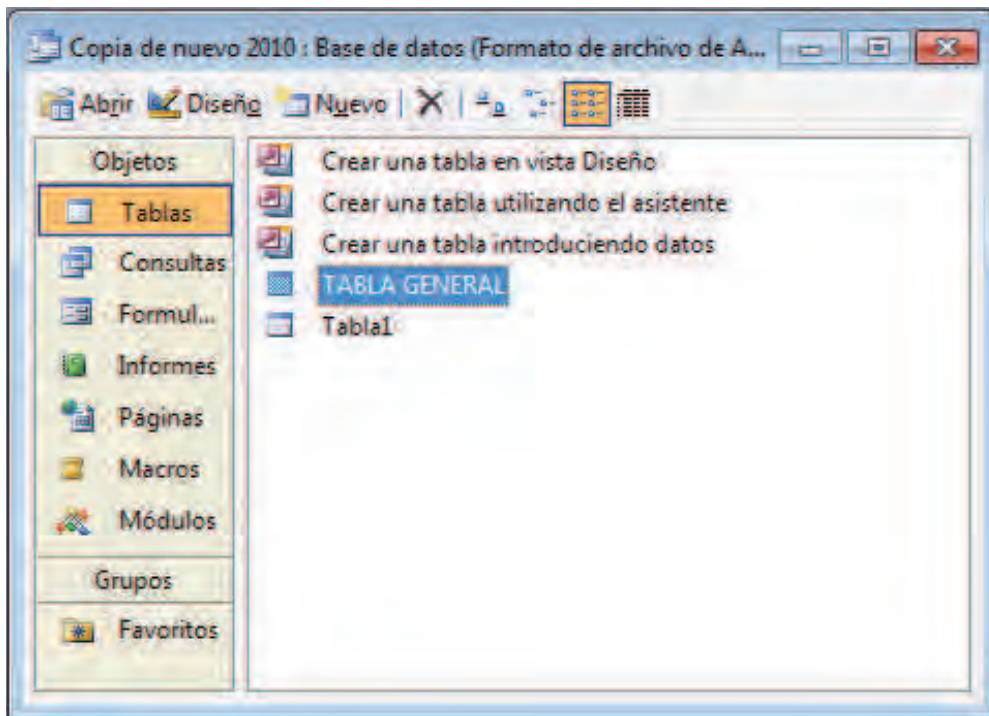 Copia de nuevo 2010 : Base de datos (Formato de archivo de A...
Abrir Diseño Nuevo
Objetos
Tablas
Consultas
Formul...
Informes
Páginas
Macros
Módulos
Grupos
Favoritos
Crear una tabla en vista Diseño
Crear una tabla utilizando el asistente
Crear una tabla introduciendo datos
TABLA GENERAL
Tabla1